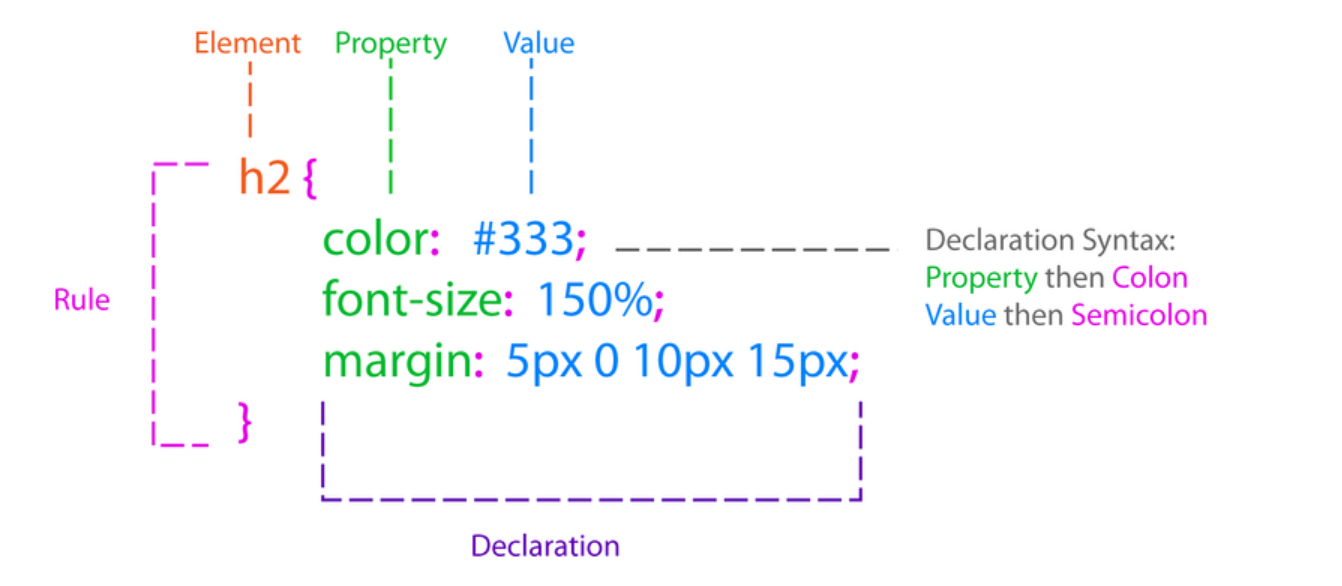 Element Property Value
h2 {
color: #333;
font-size: 150%;
margin: 5px 0 10px 15px;
}
Rule
Declaration Syntax:
Property then Colon
Value then Semicolon
Declaration